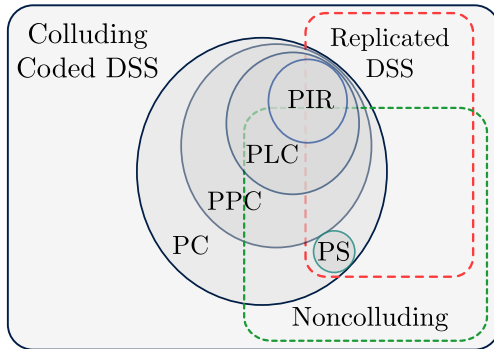 Colluding
Coded DSS
Replicated
DSS
PIR
PLC
PPC
PC
PS
Noncolluding